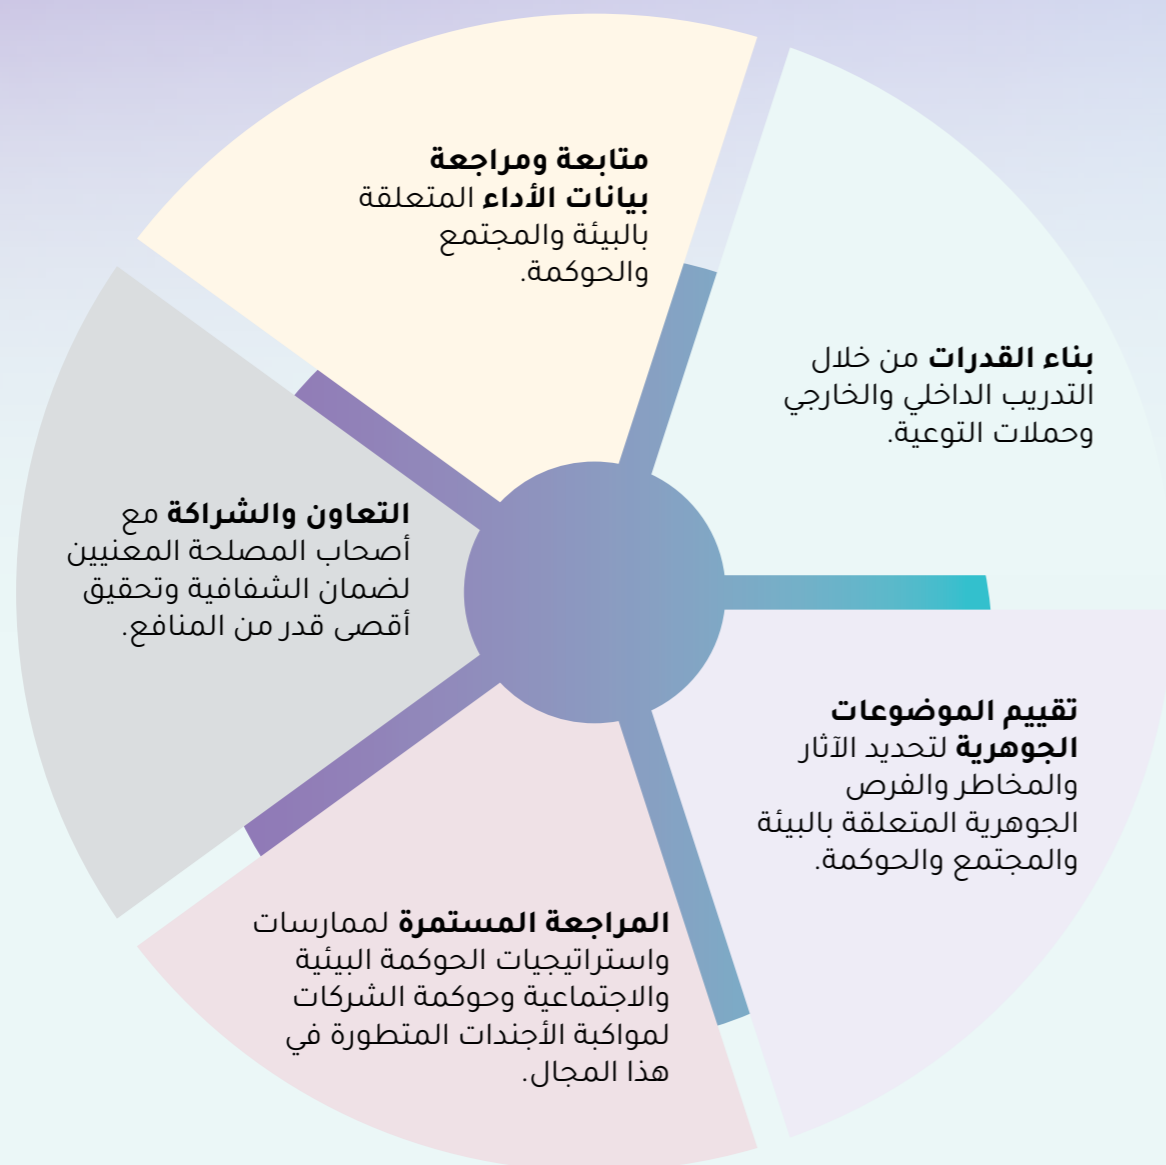 متابعة ومراجعة
بيانات الأداء المتعلقة
بالبيئة والمجتمع
والحوكمة.
بناء القدرات من خلال
التدريب الداخلي والخارجي
وحملات التوعية.
تقييم الموضوعات
الجوهرية لتحديد الآثار
والمخاطر والفرص
الجوهرية المتعلقة بالبيئة
والمجتمع والحوكمة.
المراجعة المستمرة لممارسات
واستراتيجيات الحوكمة البيئية
والاجتماعية وحوكمة الشركات
لمواكبة الأجندات المتطورة في
هذا المجال.
التعاون والشراكة مع
أصحاب المصلحة المعنيين
لضمان الشفافية وتحقيق
أقصى قدر من المنافع.